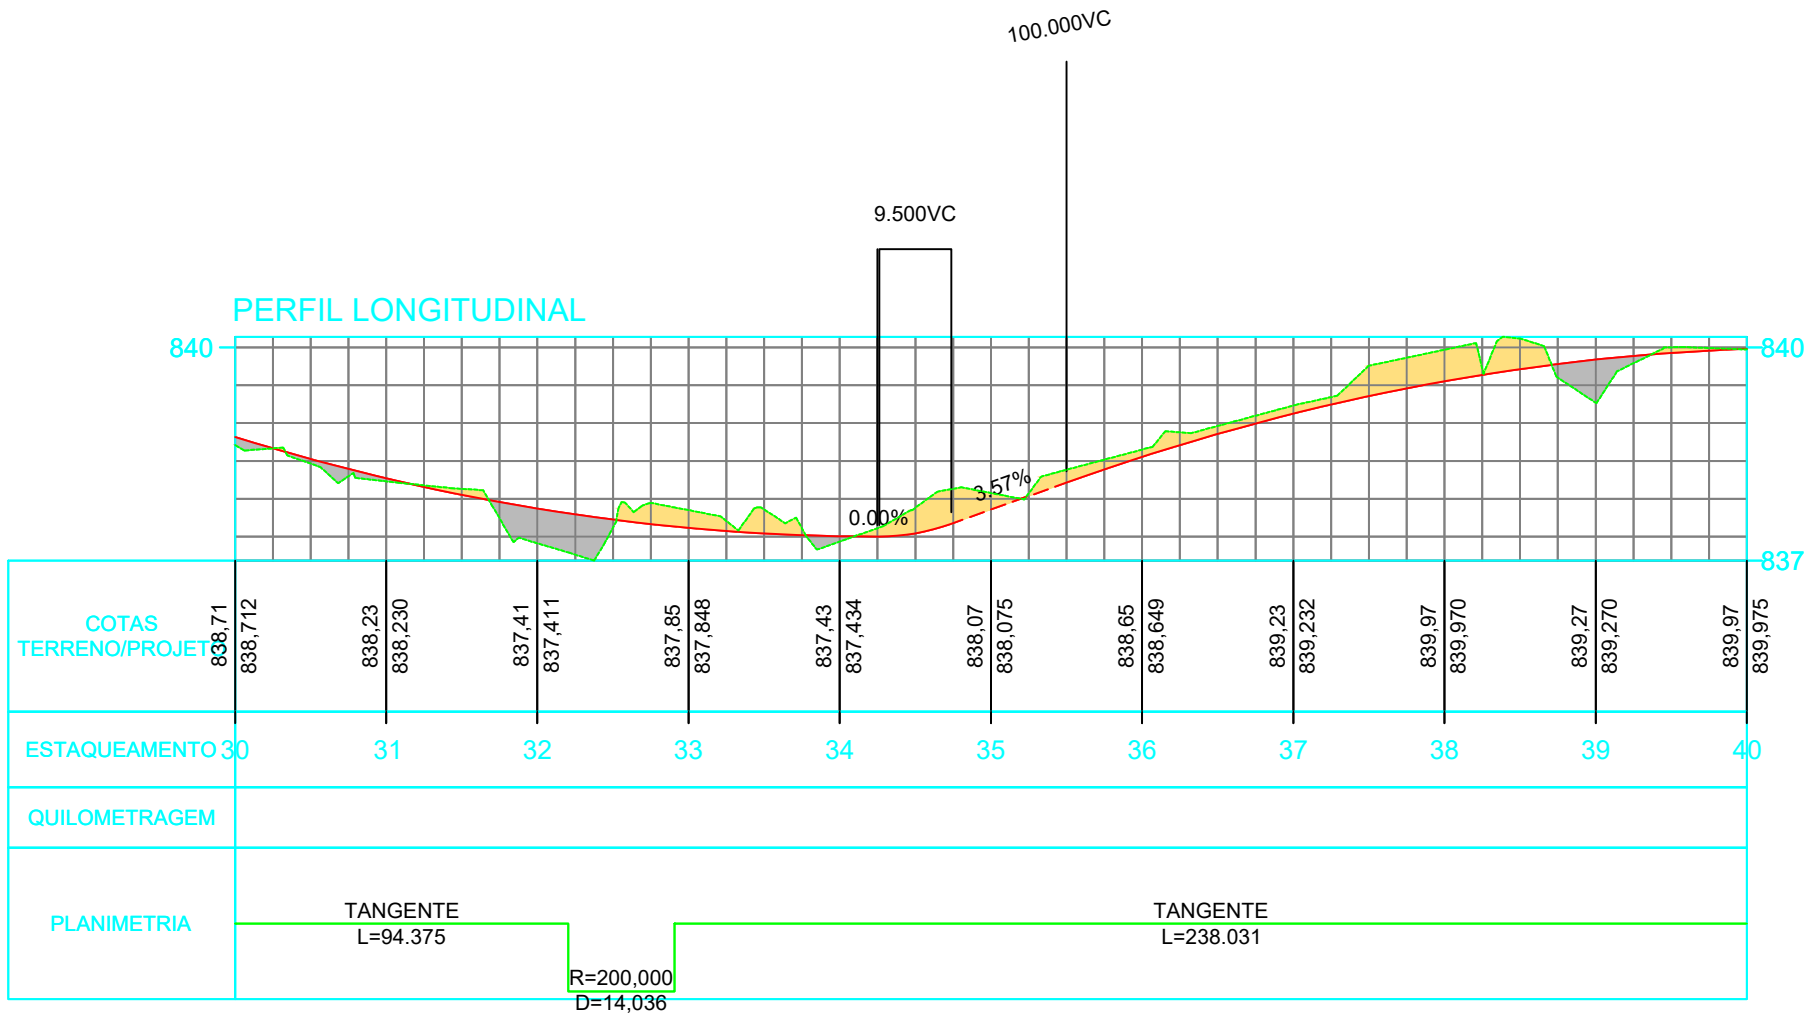 100.000VC
9.500VC
PERFIL LONGITUDINAL
840
840
3.57%
0.00%
837
COTAS
TERRENO/PROJETO
838,71
838,712
838,23
838,230
837,41
837,411
837,85
837,848
837,43
837,434
838,07
838,075
838,65
838,649
839,23
839,232
839,97
839,970
839,27
839,270
839,97
839,975
ESTAQUEAMENTO
30
31
32
33
34
35
36
37
38
39
40
QUILOMETRAGEM
PLANIMETRIA
TANGENTE
L=94.375
R=200,000
D=14,036
TANGENTE
L=238.031